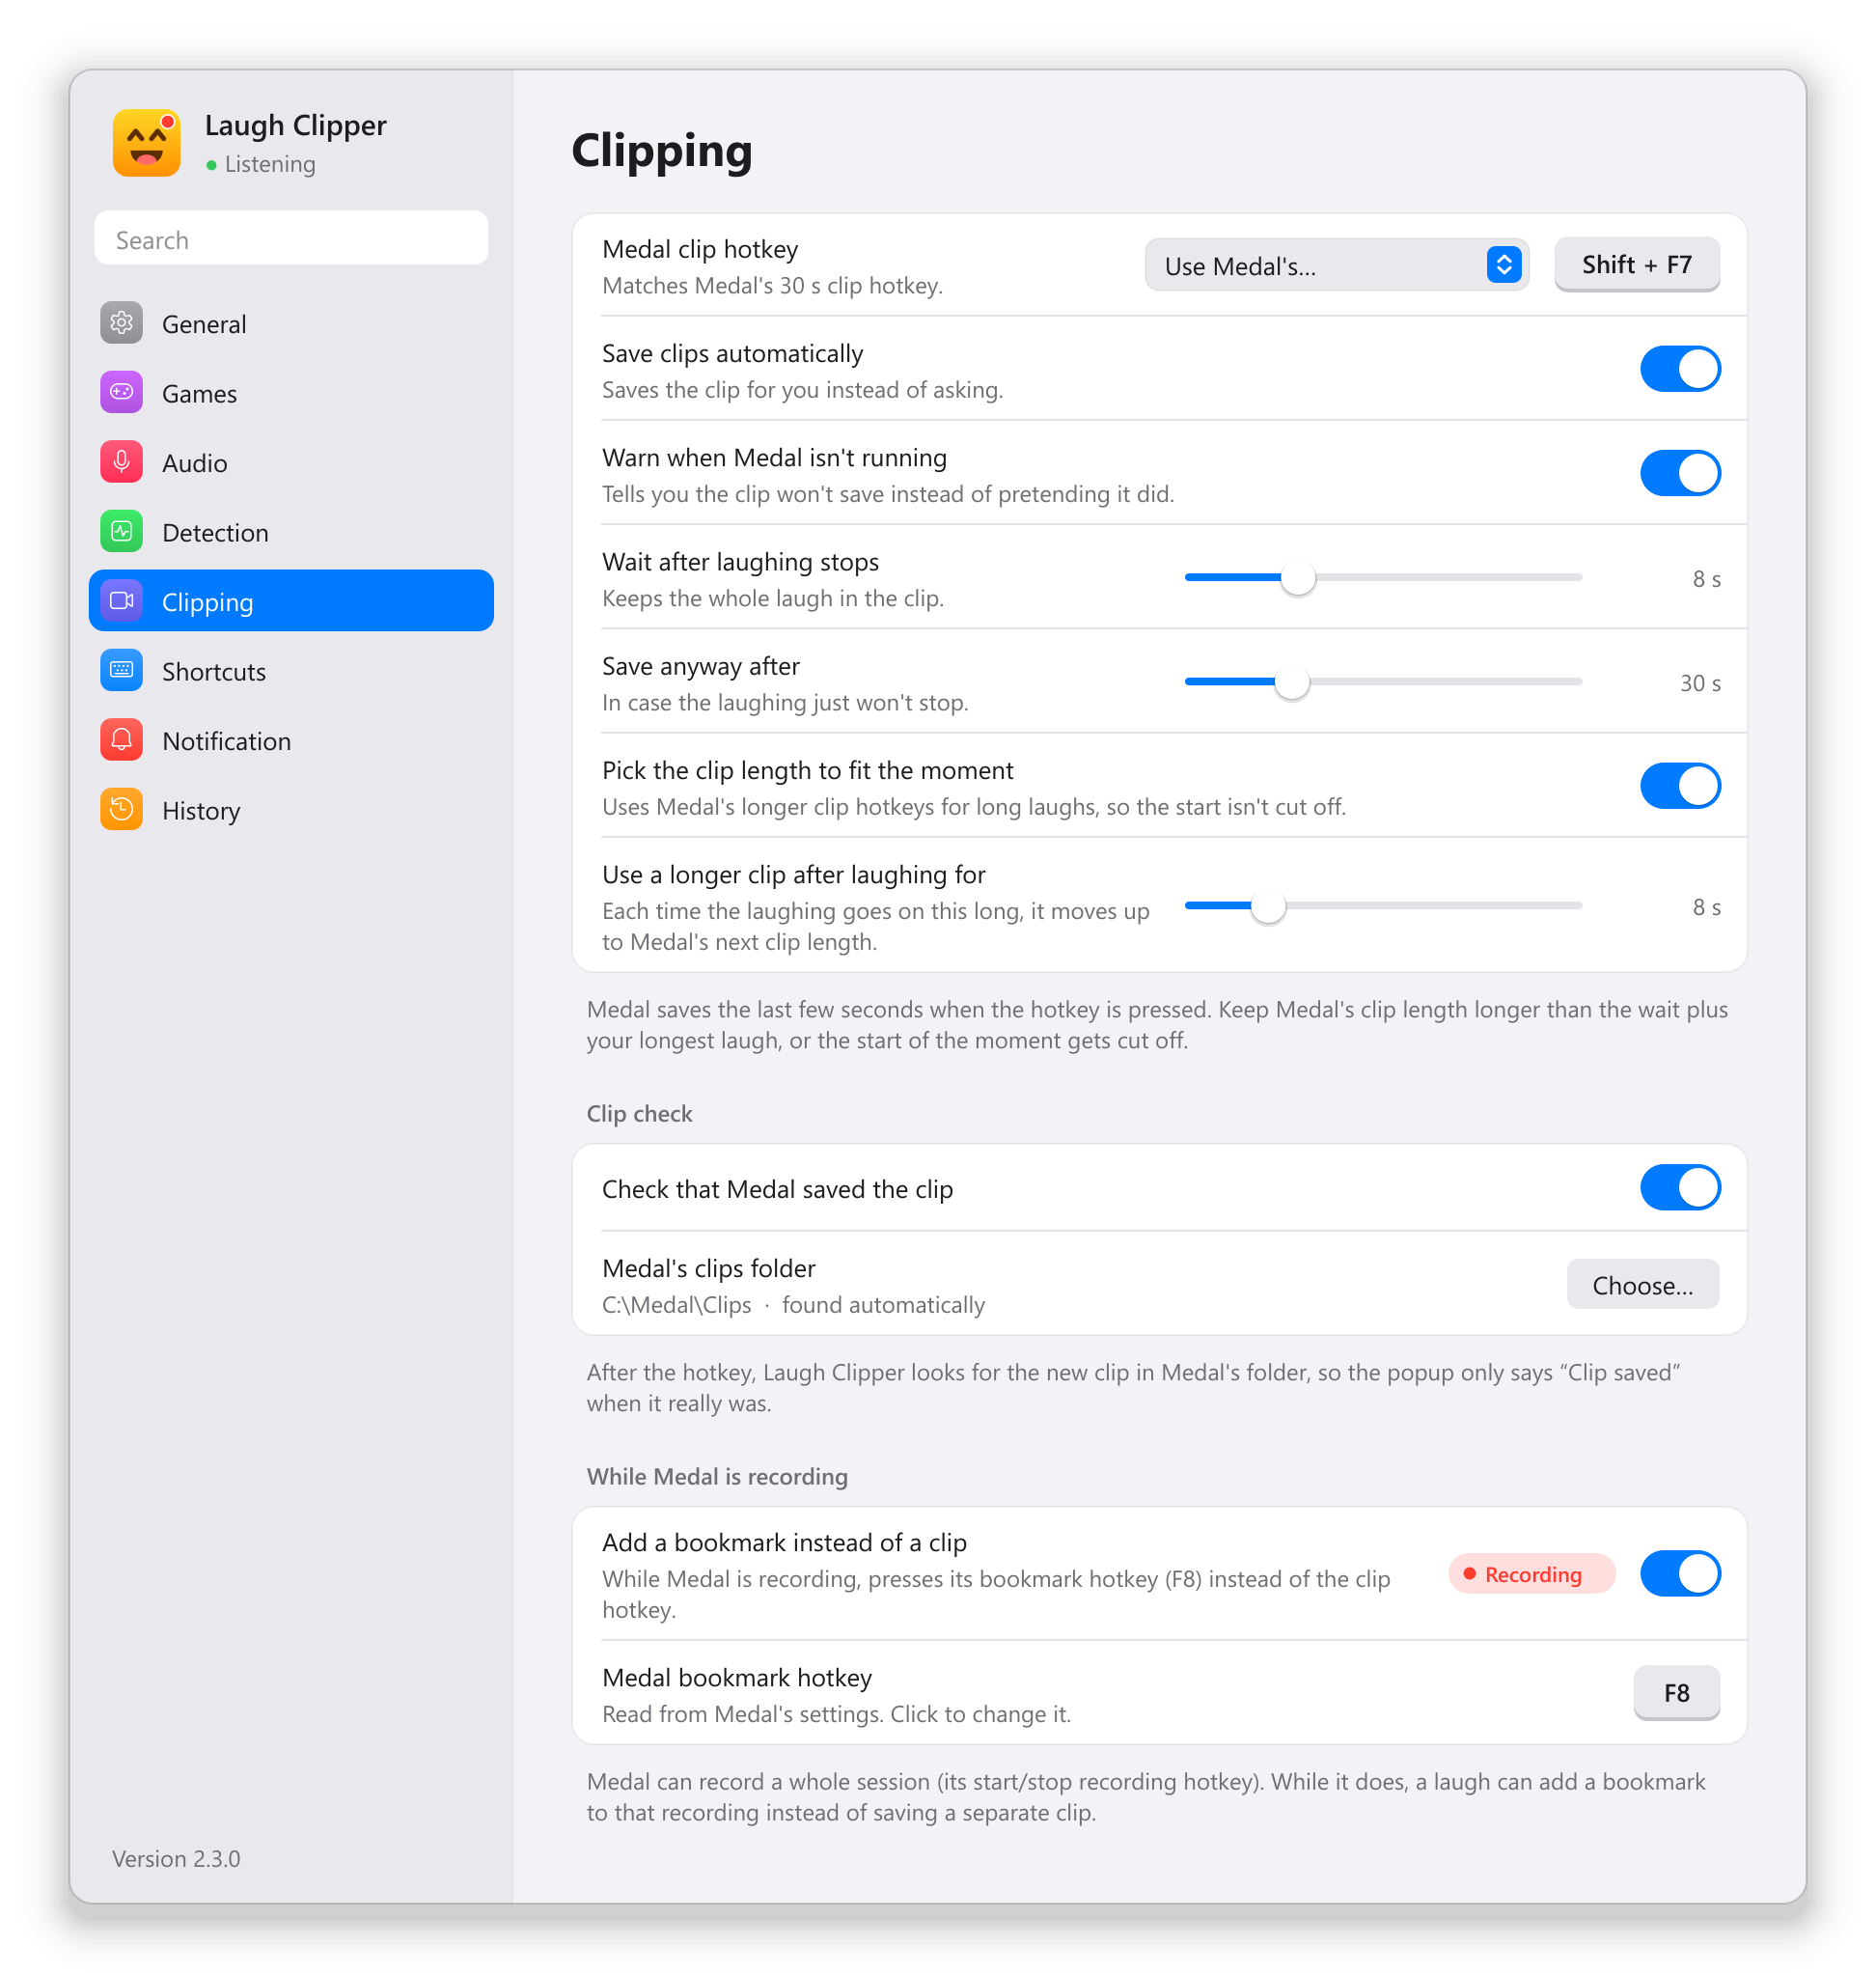 Laugh Clipper
Listening
Search
General
Games
Audio
Detection
Clipping
Shortcuts
Notification
History
Version 2.3.0
Clipping
Medal clip hotkey
Matches Medal's 30 s clip hotkey.
Use Medal's...
Shift + F7
Save clips automatically
Saves the clip for you instead of asking.
Warn when Medal isn't running
Tells you the clip won't save instead of pretending it did.
Wait after laughing stops
Keeps the whole laugh in the clip.
8 s
Save anyway after
In case the laughing just won't stop.
30 s
Pick the clip length to fit the moment
Uses Medal's longer clip hotkeys for long laughs, so the start isn't cut off.
Use a longer clip after laughing for
Each time the laughing goes on this long, it moves up
to Medal's next clip length.
8 s
Medal saves the last few seconds when the hotkey is pressed. Keep Medal's clip length longer than the wait plus
your longest laugh, or the start of the moment gets cut off.
Clip check
Check that Medal saved the clip
Medal's clips folder
C:\Medal\Clips · found automatically
Choose...
After the hotkey, Laugh Clipper looks for the new clip in Medal's folder, so the popup only says “Clip saved”
when it really was.
While Medal is recording
Add a bookmark instead of a clip
While Medal is recording, presses its bookmark hotkey (F8) instead of the clip
hotkey.
Recording
Medal bookmark hotkey
Read from Medal's settings. Click to change it.
F8
Medal can record a whole session (its start/stop recording hotkey). While it does, a laugh can add a bookmark
to that recording instead of saving a separate clip.